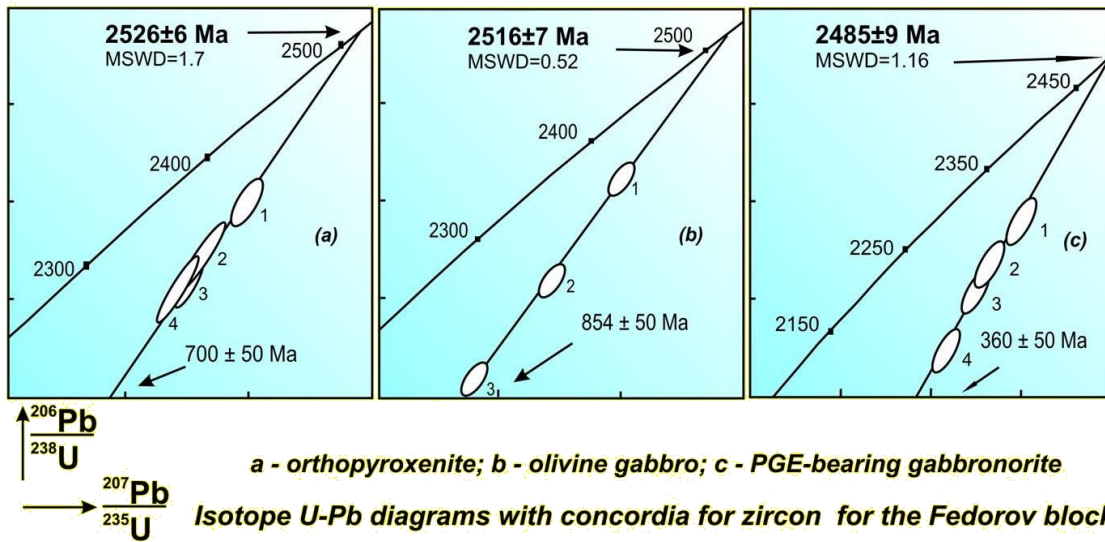 2526±6 Ma
MSWD=1.7
2500
2400
2300
1
2
3
4
(a)
700 ± 50 Ma
2516±7 Ma
MSWD=0.52
2500
2400
2300
1
2
3
(b)
854 ± 50 Ma
2485±9 Ma
MSWD=1.16
2450
2350
2250
2150
1
2
3
4
(c)
360 ± 50 Ma
206Pb
238U
a - orthopyroxenite; b - olivine gabbro; c - PGE-bearing gabbronorite
207Pb
235U
Isotope U-Pb diagrams with concordia for zircon for the Fedorov block